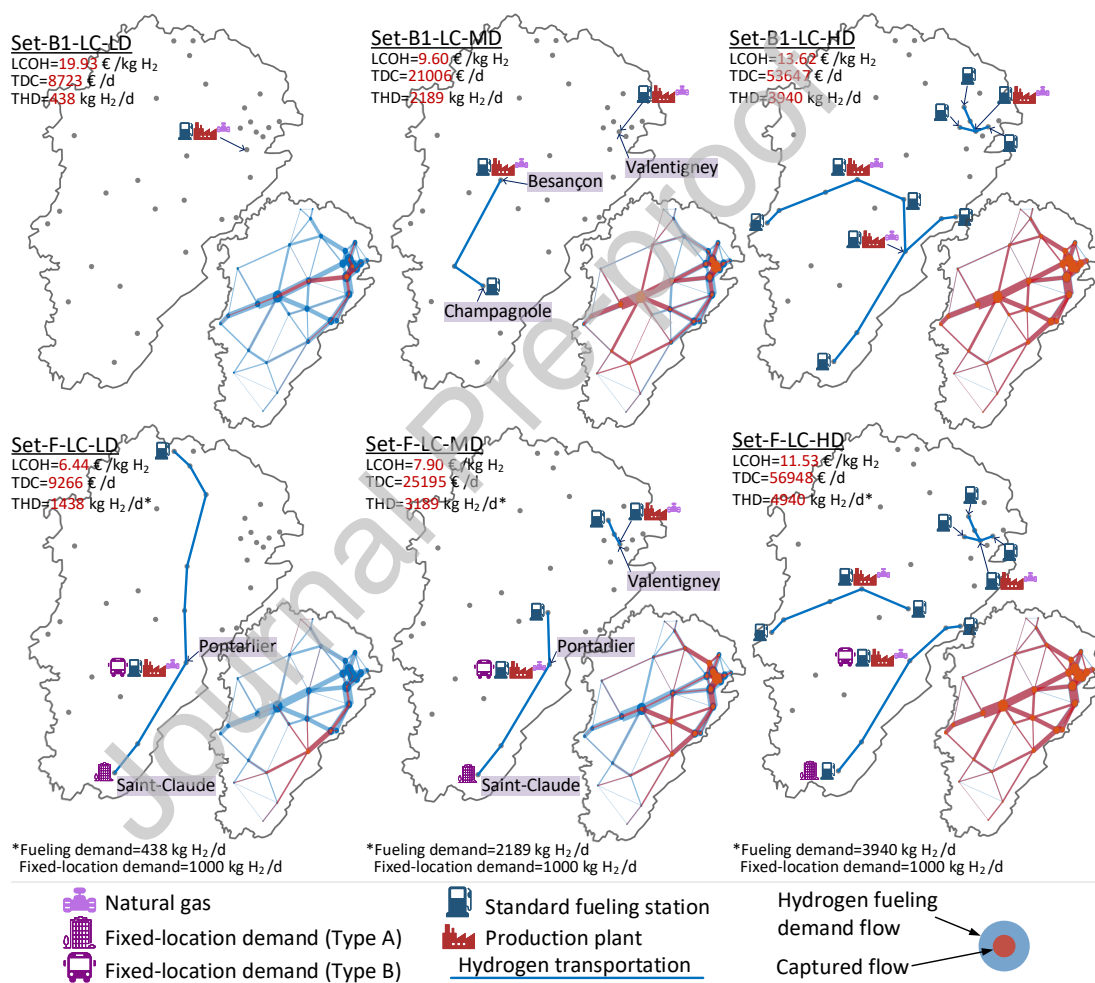 Set-B1-LC-LD
LCOH=19.93 €/kg H₂
TDC=8723 €/d
THD=438 kg H₂/d
Set-B1-LC-MD
LCOH=9.60 €/kg H₂
TDC=21006 €/d
THD=2189 kg H₂/d
Valentigney
Besançon
Champagnole
Set-B1-LC-HD
LCOH=13.62 €/kg H₂
TDC=53647 €/d
THD=3940 kg H₂/d
Set-F-LC-LD
LCOH=6.44 €/kg H₂
TDC=9266 €/d
THD=1438 kg H₂/d*
Pontarlier
Saint-Claude
*Fueling demand=438 kg H₂/d
Fixed-location demand=1000 kg H₂/d
Set-F-LC-MD
LCOH=7.90 €/kg H₂
TDC=25195 €/d
THD=3189 kg H₂/d*
Valentigney
Pontarlier
Saint-Claude
*Fueling demand=2189 kg H₂/d
Fixed-location demand=1000 kg H₂/d
Set-F-LC-HD
LCOH=11.53 €/kg H₂
TDC=56948 €/d
THD=4940 kg H₂/d*
*Fueling demand=3940 kg H₂/d
Fixed-location demand=1000 kg H₂/d
Journal Pre-proof
Natural gas
Fixed-location demand (Type A)
Fixed-location demand (Type B)
Standard fueling station
Production plant
Hydrogen transportation
Hydrogen fueling
demand flow
Captured flow